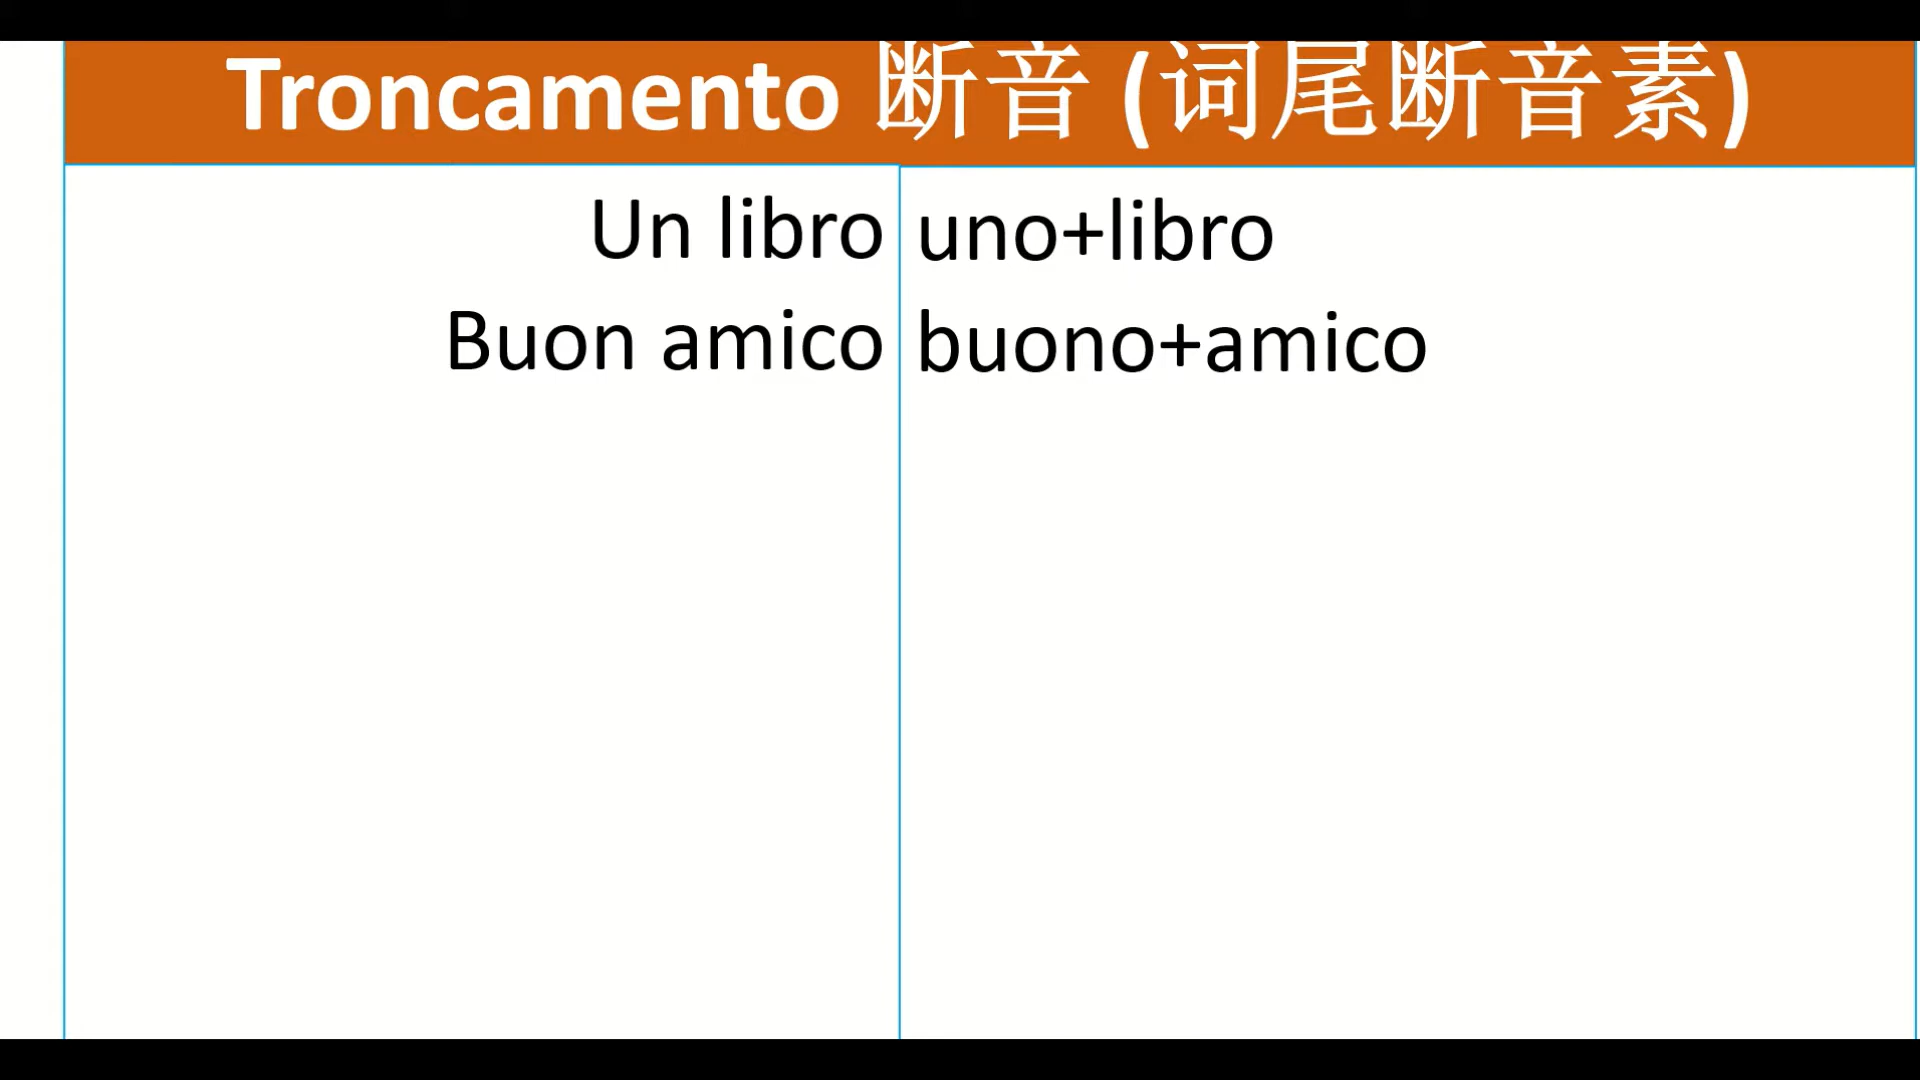 Troncamento 断音 (词尾断音素)
Un libro uno+libro
Buon amico buono+amico